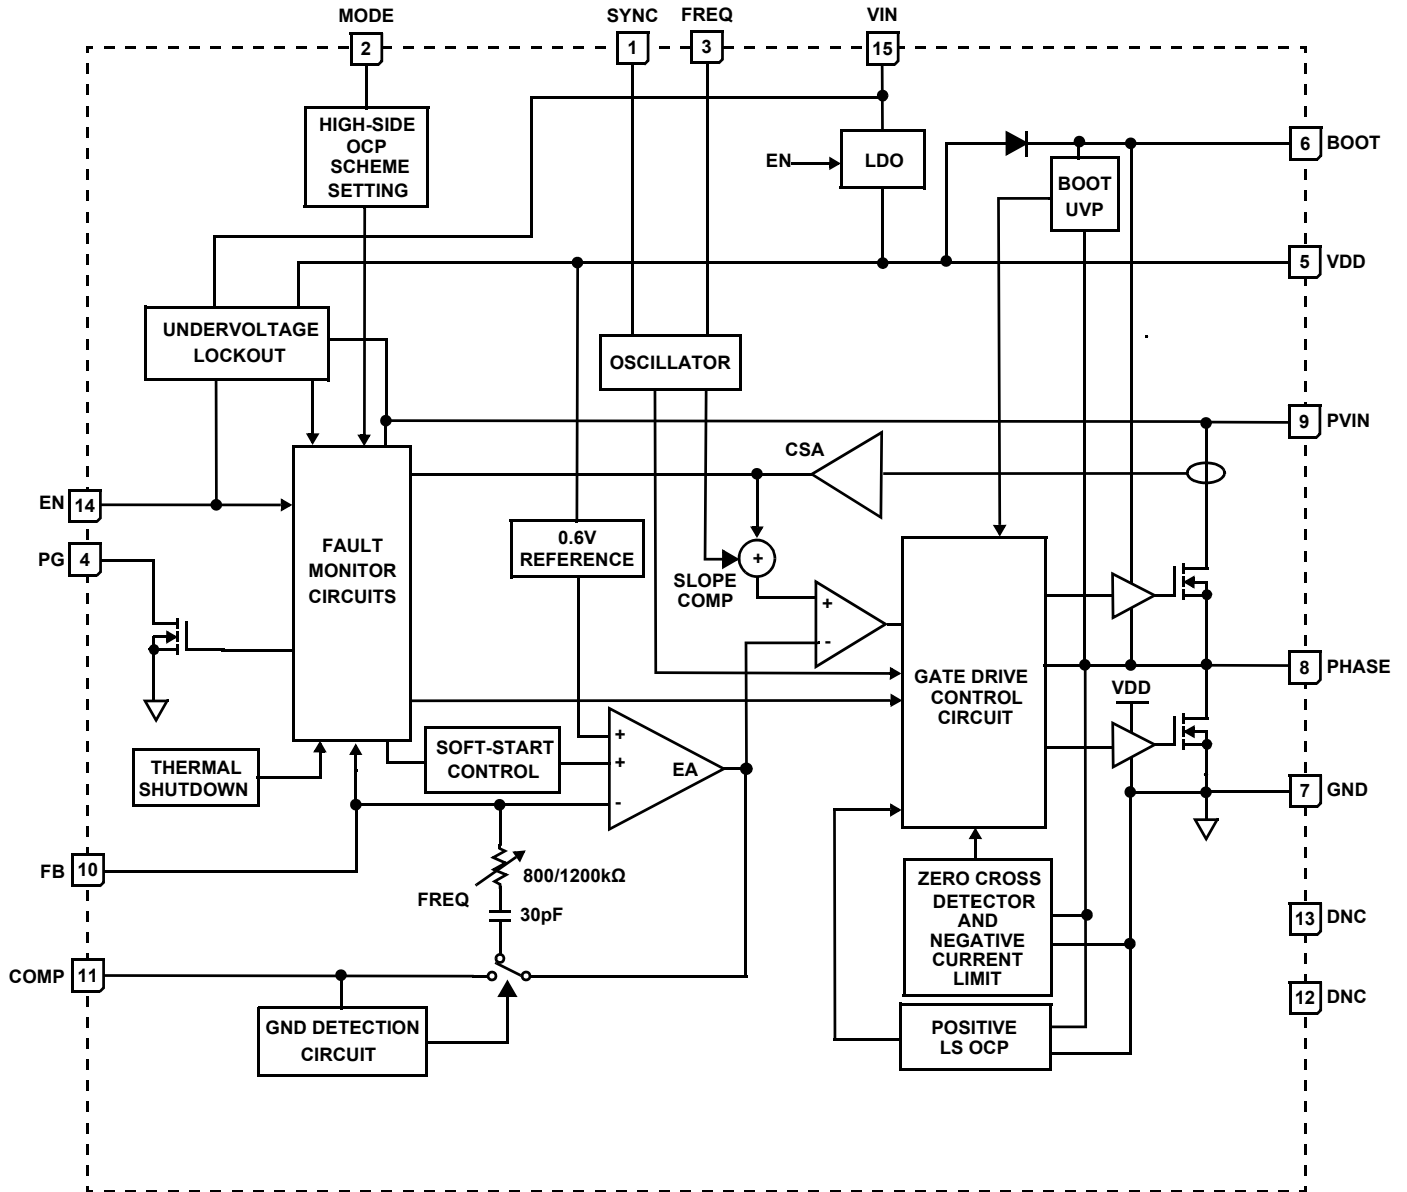 MODE
SYNC
FREQ
VIN
2
1
3
15
HIGH-SIDE
OCP
SCHEME
SETTING
EN
LDO
6
BOOT
BOOT
UVP
5
VDD
UNDERVOLTAGE
LOCKOUT
OSCILLATOR
9
PVIN
CSA
EN
14
PG
4
FAULT
MONITOR
CIRCUITS
0.6V
REFERENCE
+
SLOPE
COMP
+
-
GATE DRIVE
CONTROL
CIRCUIT
8
PHASE
VDD
THERMAL
SHUTDOWN
SOFT-START
CONTROL
+
+
-
EA
7
GND
FB
10
FREQ
800/1200kΩ
30pF
ZERO CROSS
DETECTOR
AND
NEGATIVE
CURRENT
LIMIT
13
DNC
COMP
11
12
DNC
GND DETECTION
CIRCUIT
POSITIVE
LS OCP